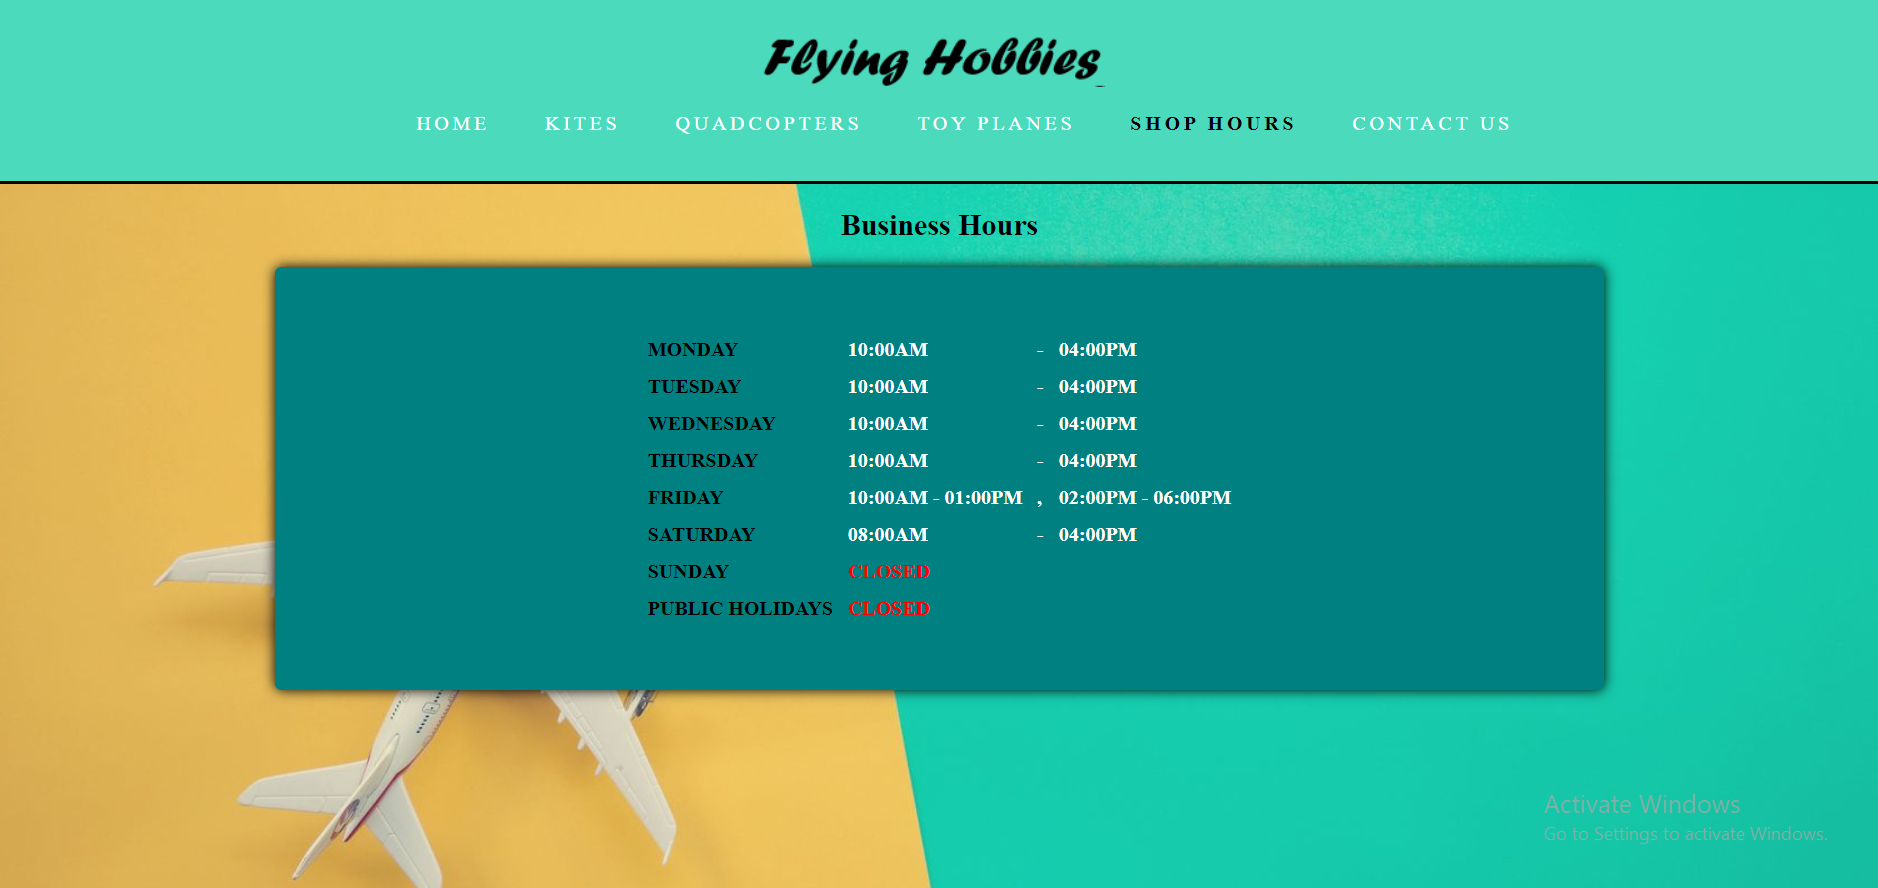 Flying Hobbies
HOME KITES QUADCOPTERS TOY PLANES SHOP HOURS CONTACT US
Business Hours
MONDAY 10:00AM - 04:00PM
TUESDAY 10:00AM - 04:00PM
WEDNESDAY 10:00AM - 04:00PM
THURSDAY 10:00AM - 04:00PM
FRIDAY 10:00AM - 01:00PM , 02:00PM - 06:00PM
SATURDAY 08:00AM - 04:00PM
SUNDAY CLOSED
PUBLIC HOLIDAYS CLOSED
Activate Windows
Go to Settings to activate Windows.